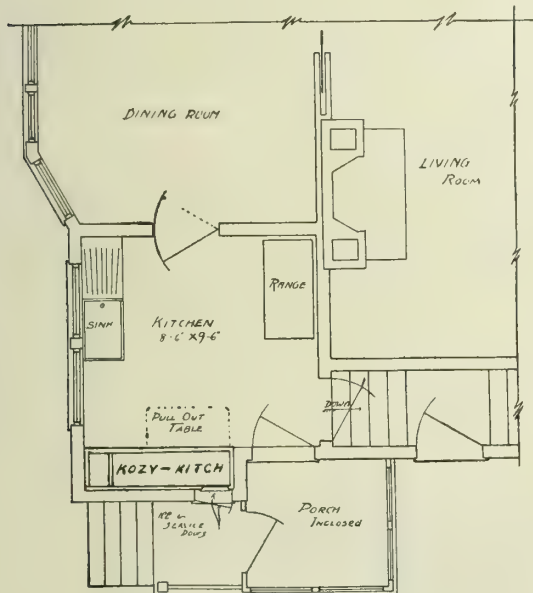 DINING ROOM
LIVING
ROOM
RANGE
SINK
KITCHEN
8'-6" X 9'-6"
DOWN
PULL OUT
TABLE
KOZY-KITCH
ICE &
SERVICE
DOORS
PORCH
INCLOSED